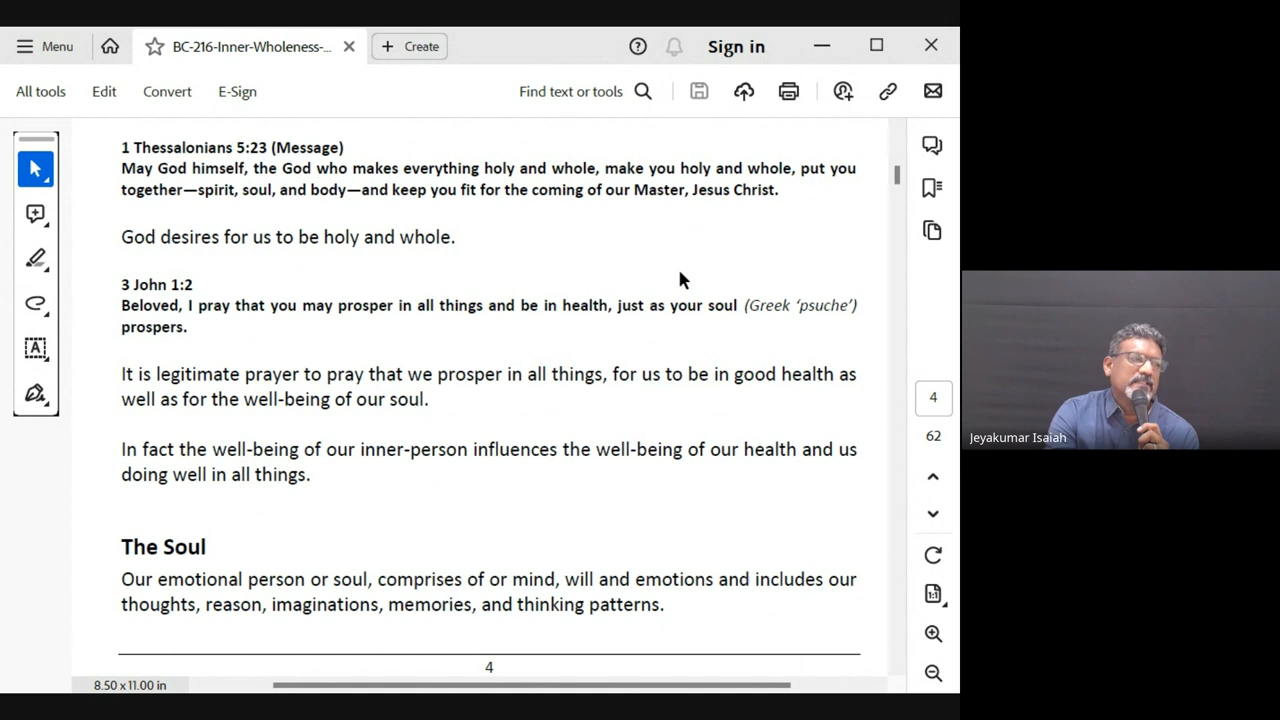 Menu
BC-216-Inner-Wholeness-...
Create
Sign in
All tools
Edit
Convert
E-Sign
Find text or tools
1 Thessalonians 5:23 (Message)
May God himself, the God who makes everything holy and whole, make you holy and whole, put you
together—spirit, soul, and body—and keep you fit for the coming of our Master, Jesus Christ.
God desires for us to be holy and whole.
3 John 1:2
Beloved, I pray that you may prosper in all things and be in health, just as your soul (Greek ‘psuche’)
prospers.
It is legitimate prayer to pray that we prosper in all things, for us to be in good health as
well as for the well-being of our soul.
In fact the well-being of our inner-person influences the well-being of our health and us
doing well in all things.
The Soul
Our emotional person or soul, comprises of or mind, will and emotions and includes our
thoughts, reason, imaginations, memories, and thinking patterns.
4
8.50 x 11.00 in
4
62
1:1
Jeyakumar Isaiah